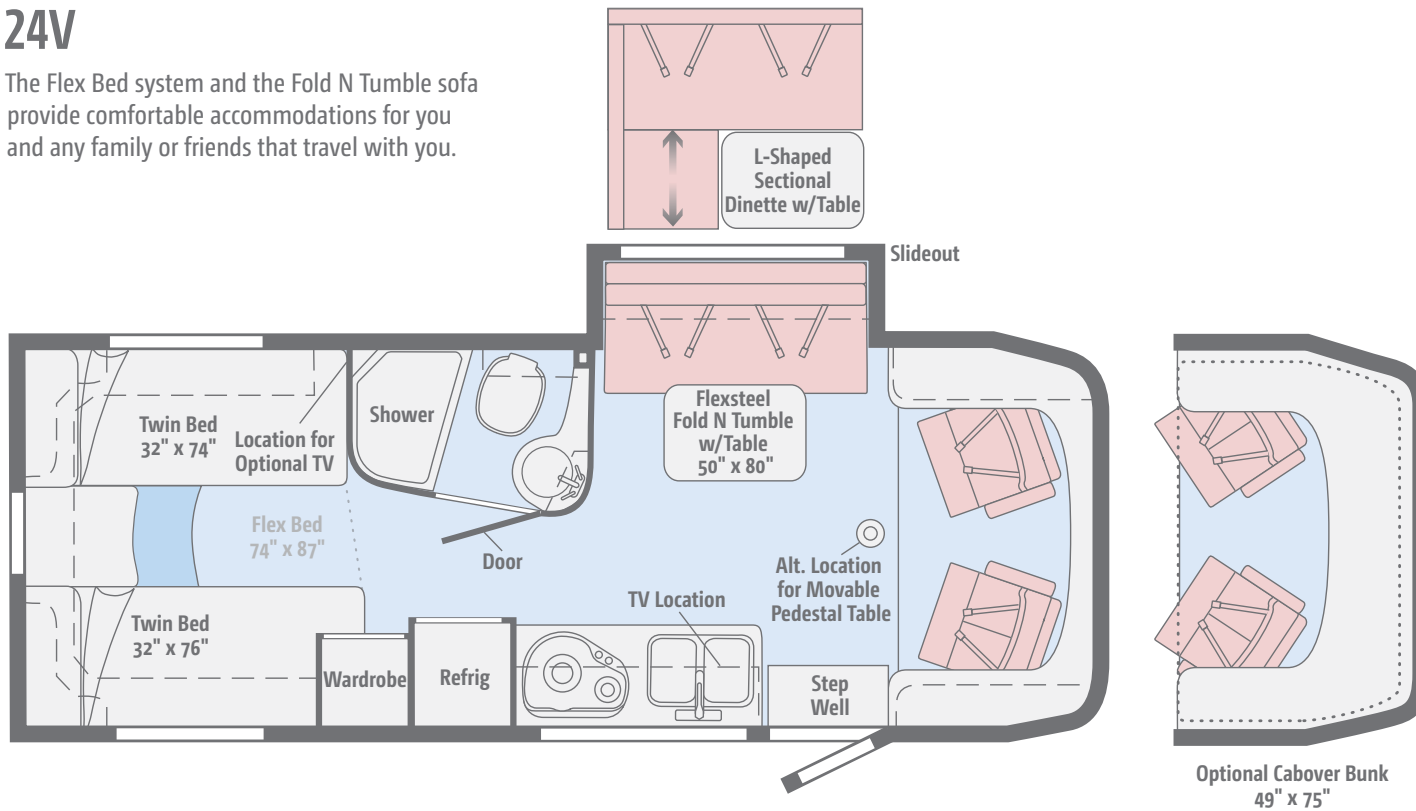 24V
The Flex Bed system and the Fold N Tumble sofa
provide comfortable accommodations for you
and any family or friends that travel with you.
L-Shaped
Sectional
Dinette w/Table
Slideout
Flexsteel
Fold N Tumble
w/Table
50" x 80"
Twin Bed
32" x 74"
Location for
Optional TV
Shower
Flex Bed
74" x 87"
Door
Alt. Location
for Movable
Pedestal Table
TV Location
Twin Bed
32" x 76"
Wardrobe
Refrig
Step
Well
Optional Cabover Bunk
49" x 75"